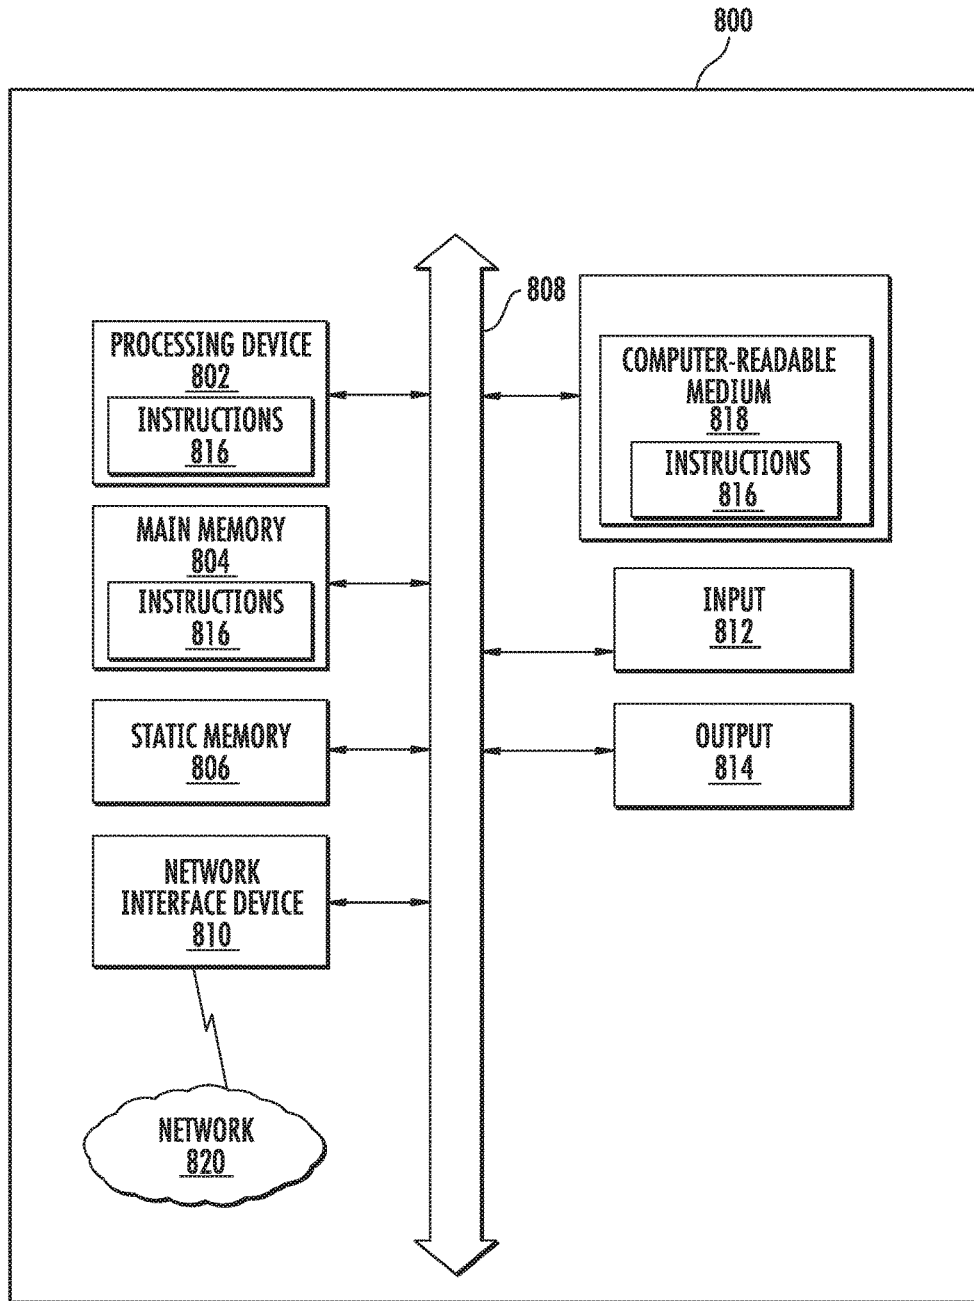 800
808
PROCESSING DEVICE
802
INSTRUCTIONS
816
MAIN MEMORY
804
INSTRUCTIONS
816
STATIC MEMORY
806
NETWORK
INTERFACE DEVICE
810
NETWORK
820
COMPUTER-READABLE
MEDIUM
818
INSTRUCTIONS
816
INPUT
812
OUTPUT
814